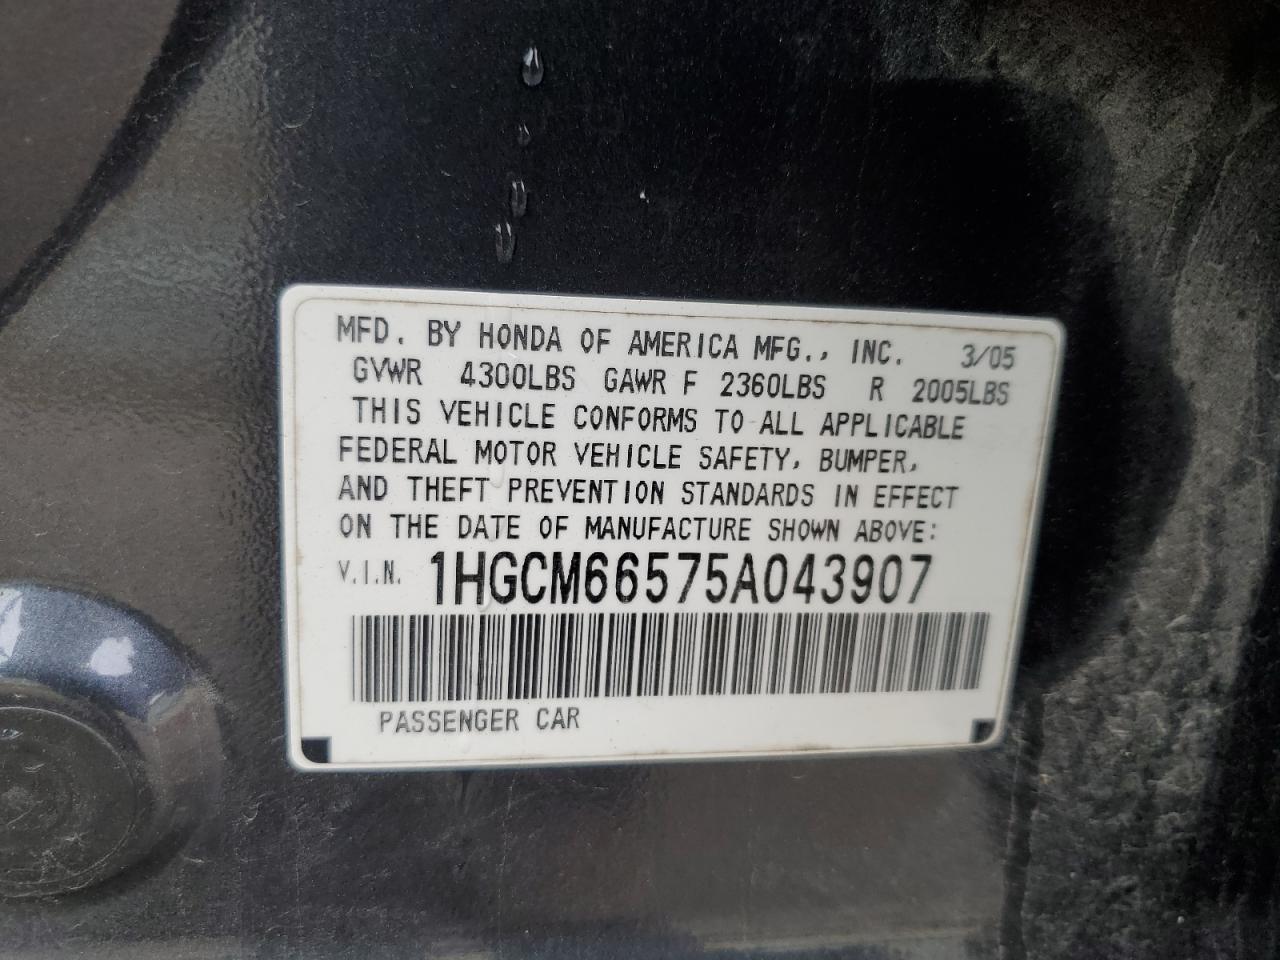 MFD. BY HONDA OF AMERICA MFG., INC. 3/05
GVWR 4300LBS GAWR F 2360LBS R 2005LBS
THIS VEHICLE CONFORMS TO ALL APPLICABLE
FEDERAL MOTOR VEHICLE SAFETY, BUMPER,
AND THEFT PREVENTION STANDARDS IN EFFECT
ON THE DATE OF MANUFACTURE SHOWN ABOVE:
V.I.N. 1HGCM66575A043907
PASSENGER CAR